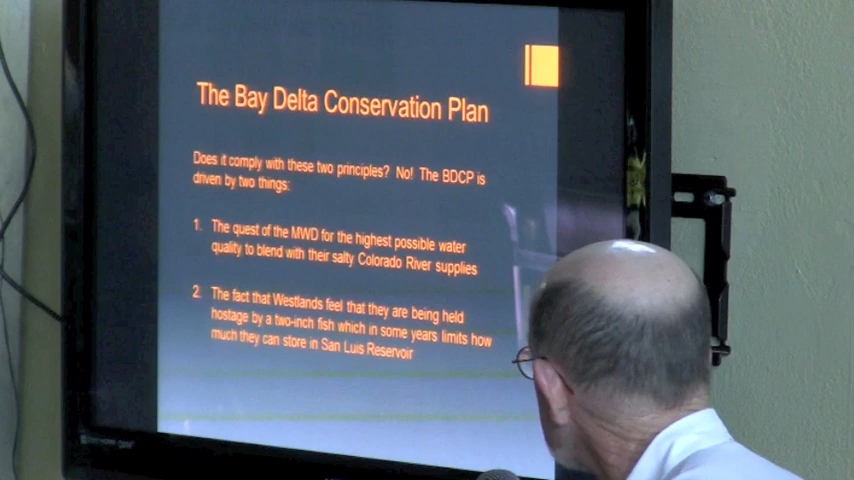 The Bay Delta Conservation Plan
Does it comply with these two principles? No! The BDCP is
driven by two things:
1. The quest of the MWD for the highest possible water
quality to blend with their salty Colorado River supplies
2. The fact that Westlands feel that they are being held
hostage by a two-inch fish which in some years limits how
much they can store in San Luis Reservoir